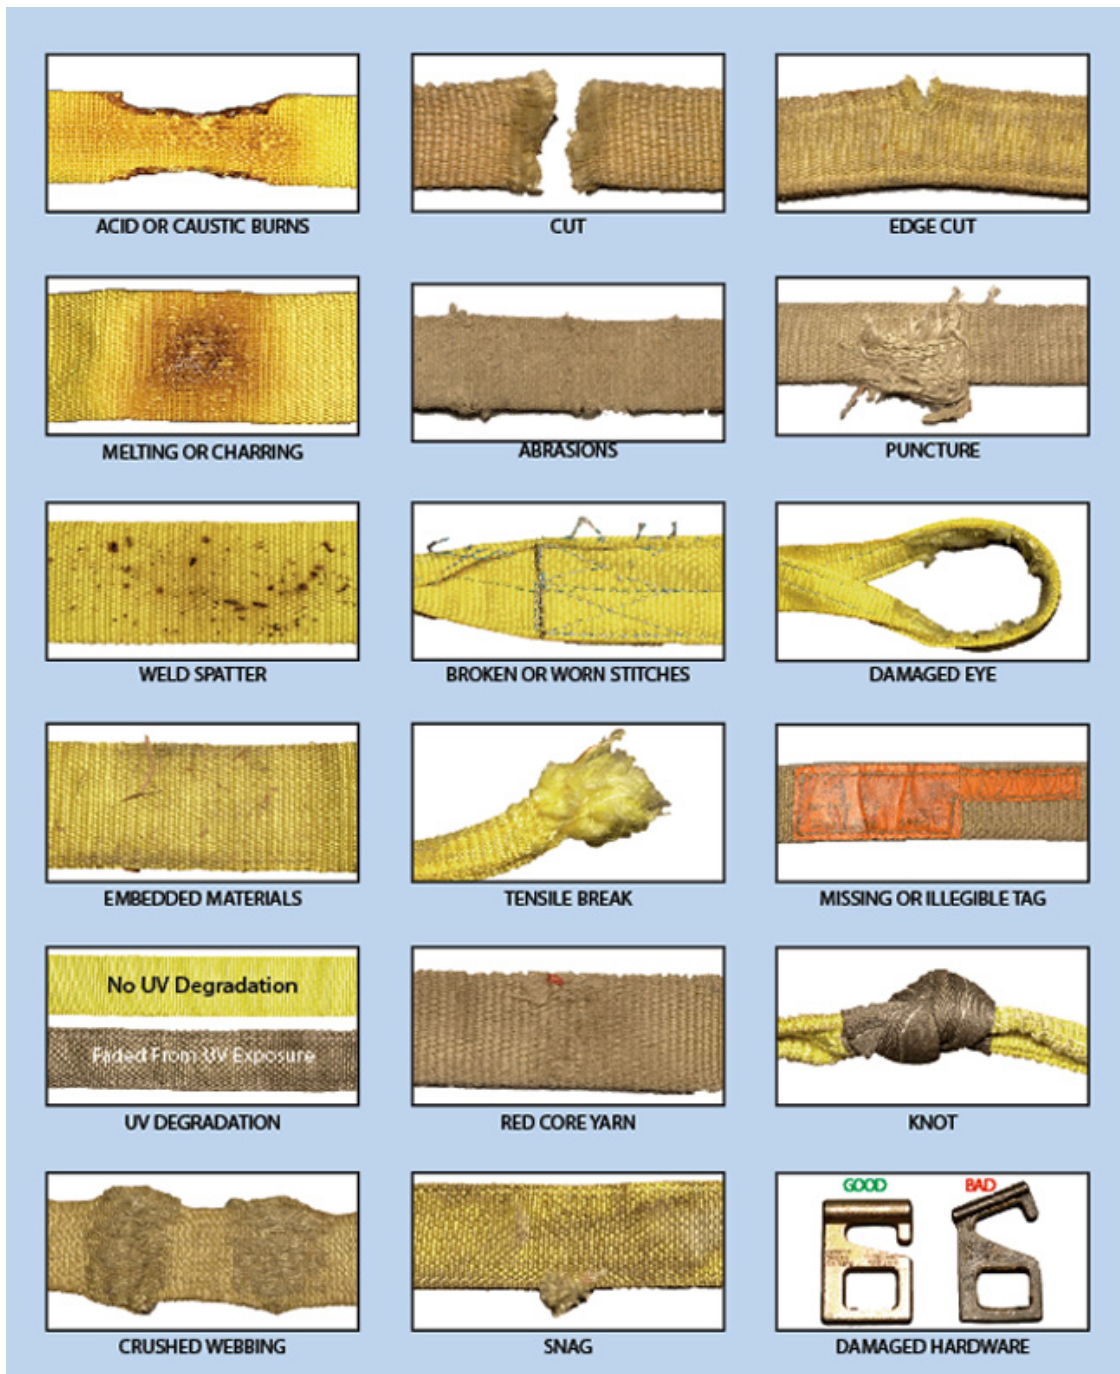 ACID OR CAUSTIC BURNS
CUT
EDGE CUT
MELTING OR CHARRING
ABRASIONS
PUNCTURE
WELD SPATTER
BROKEN OR WORN STITCHES
DAMAGED EYE
EMBEDDED MATERIALS
TENSILE BREAK
MISSING OR ILLEGIBLE TAG
No UV Degradation
Faded From UV Exposure
UV DEGRADATION
RED CORE YARN
KNOT
GOOD
BAD
CRUSHED WEBBING
SNAG
DAMAGED HARDWARE